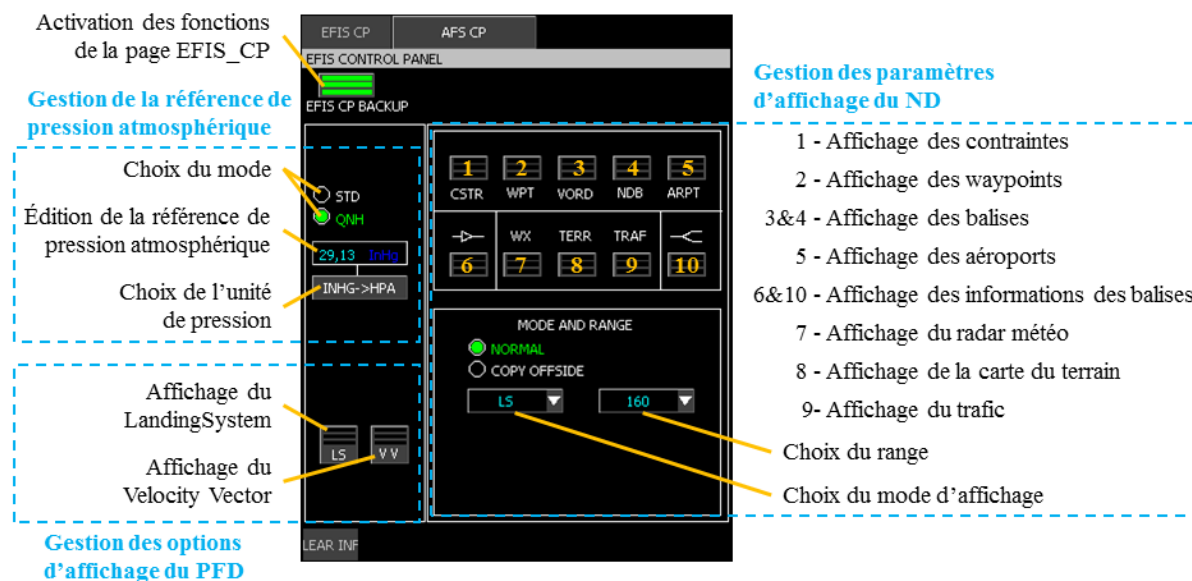 Activation des fonctions
de la page EFIS_CP
Gestion de la référence de
pression atmosphérique
Choix du mode
Édition de la référence de
pression atmosphérique
Choix de l'unité
de pression
Affichage du
LandingSystem
Affichage du
Velocity Vector
Gestion des options
d'affichage du PFD
EFIS CP
AFS CP
EFIS CONTROL PANEL
EFIS CP BACKUP
STD
QNH
29,13 InHg
INHG->HPA
LS
V V
LEAR INF
1 2 3 4 5
CSTR WPT VORD NDB ARPT
WX TERR TRAF
6 7 8 9 10
MODE AND RANGE
NORMAL
COPY OFFSIDE
LS
160
Gestion des paramètres
d'affichage du ND
1 - Affichage des contraintes
2 - Affichage des waypoints
3&4 - Affichage des balises
5 - Affichage des aéroports
6&10 - Affichage des informations des balises
7 - Affichage du radar météo
8 - Affichage de la carte du terrain
9- Affichage du trafic
Choix du range
Choix du mode d'affichage